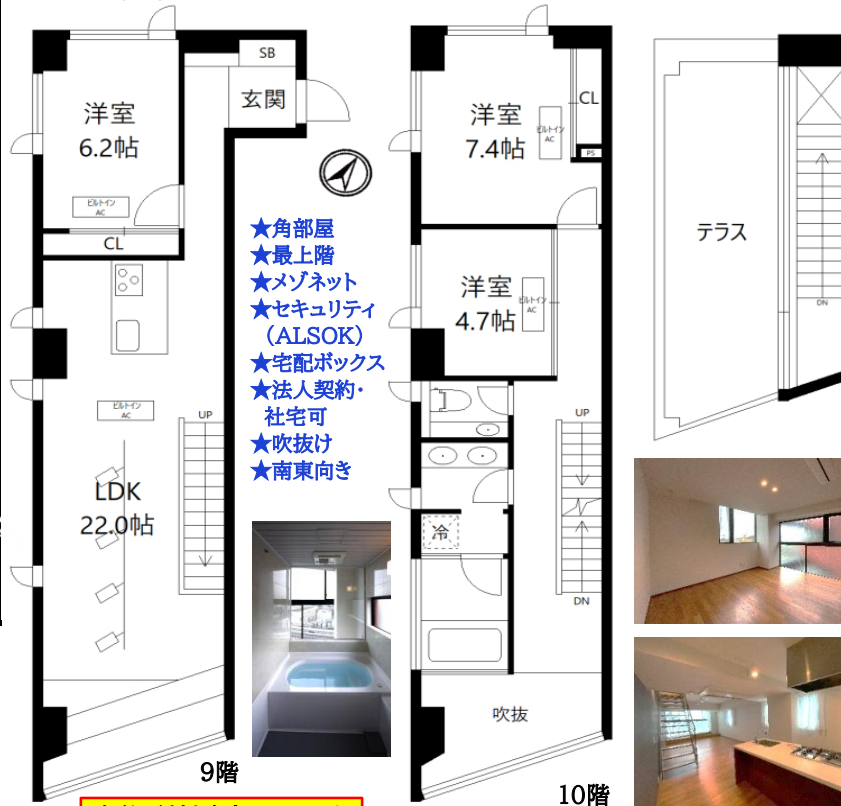 SB
玄関
洋室
6.2帖
ビルトイン
AC
CL
ビルトイン
AC
UP
LDK
22.0帖
9階
★角部屋
★最上階
★メゾネット
★セキュリティ
(ALSOK)
★宅配ボックス
★法人契約・
社宅可
★吹抜け
★南東向き
洋室
7.4帖
ビルトイン
AC
CL
PS
洋室
4.7帖
ビルトイン
AC
UP
冷
DN
吹抜
10階
テラス
DN